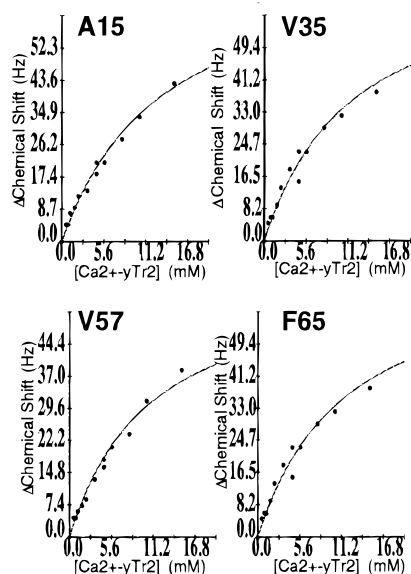 A15
ΔChemical Shift (Hz)
52.3
43.6
34.9
26.2
17.4
8.7
0.0
0.0 5.6 11.2 16.8
[Ca2+-yTr2] (mM)
V35
ΔChemical Shift (Hz)
49.4
41.2
33.0
24.7
16.5
8.2
0.0
0.0 5.6 11.2 16.8
[Ca2+-yTr2] (mM)
V57
ΔChemical Shift (Hz)
44.4
37.0
29.6
22.2
14.8
7.4
0.0
0.0 5.6 11.2 16.8
[Ca2+-yTr2] (mM)
F65
ΔChemical Shift (Hz)
49.4
41.2
33.0
24.7
16.5
8.2
0.0
0.0 5.6 11.2 16.8
[Ca2+-yTr2] (mM)